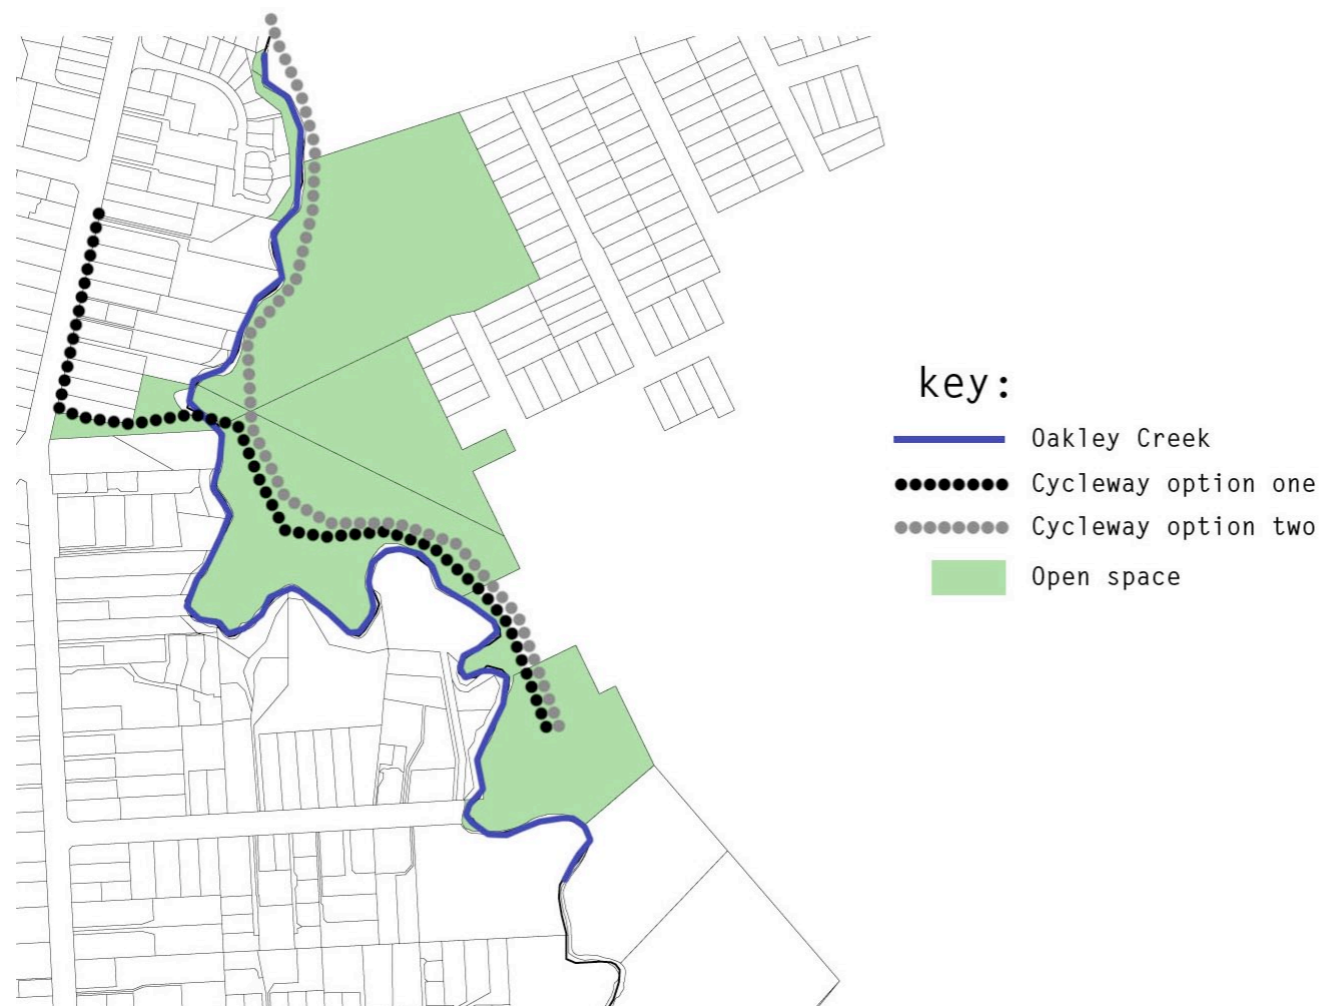 key:
Oakley Creek
Cycleway option one
Cycleway option two
Open space